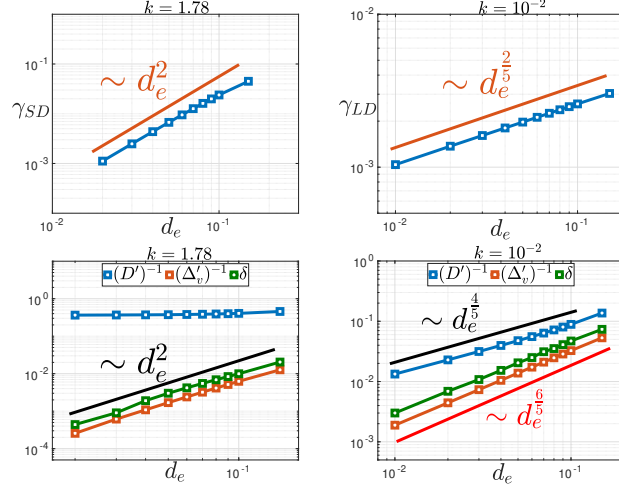 k = 1.78
10^0
γ_SD
10^-3
∼ d_e^2
10^-2
10^-1
d_e
k = 10^-2
10^-2
γ_LD
10^-3
∼ d_e^{2/5}
10^-2
10^-1
d_e
k = 1.78
(D′)^-1 (Δ′_v)^-1 δ
10^0
10^-2
10^-4
∼ d_e^2
10^-1
d_e
k = 10^-2
(D′)^-1 (Δ′_v)^-1 δ
10^0
10^-1
10^-2
10^-3
∼ d_e^{4/5}
∼ d_e^{6/5}
10^-2
10^-1
d_e